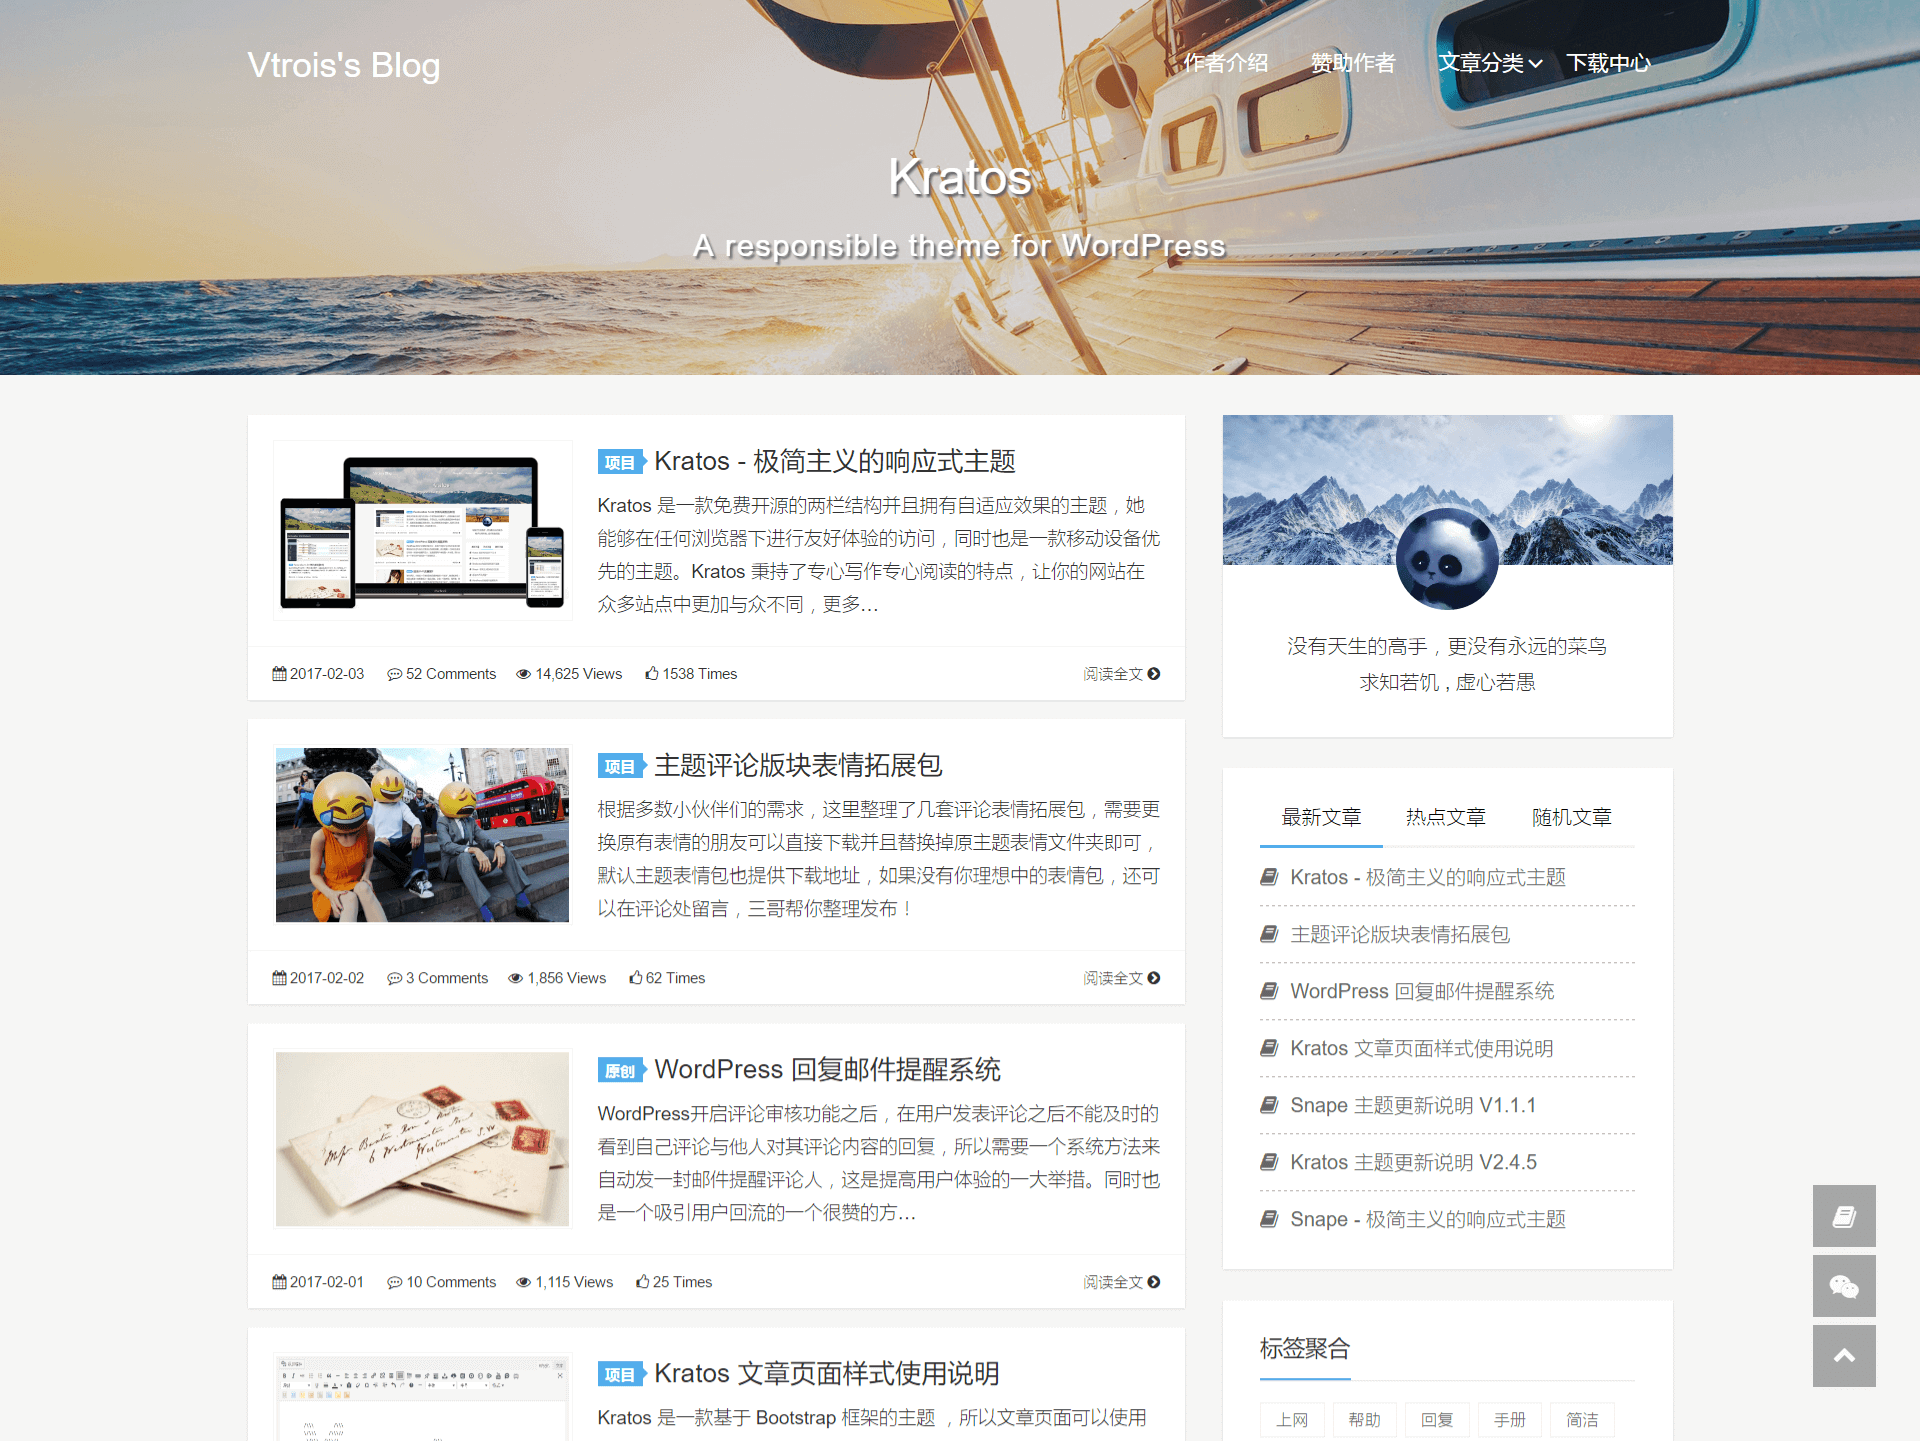 Vtrois's Blog
作者介绍 赞助作者 文章分类 下载中心
Kratos
A responsible theme for WordPress
项目 Kratos - 极简主义的响应式主题
Kratos 是一款免费开源的两栏结构并且拥有自适应效果的主题，她
能够在任何浏览器下进行友好体验的访问，同时也是一款移动设备优
先的主题。Kratos 秉持了专心写作专心阅读的特点，让你的网站在
众多站点中更加与众不同，更多...
2017-02-03 52 Comments 14,625 Views 1538 Times 阅读全文
项目 主题评论版块表情拓展包
根据多数小伙伴们的需求，这里整理了几套评论表情拓展包，需要更
换原有表情的朋友可以直接下载并且替换掉原主题表情文件夹即可，
默认主题表情包也提供下载地址，如果没有你理想中的表情包，还可
以在评论处留言，三哥帮你整理发布！
2017-02-02 3 Comments 1,856 Views 62 Times 阅读全文
原创 WordPress 回复邮件提醒系统
WordPress开启评论审核功能之后，在用户发表评论之后不能及时的
看到自己评论与他人对其评论内容的回复，所以需要一个系统方法来
自动发一封邮件提醒评论人，这是提高用户体验的一大举措。同时也
是一个吸引用户回流的一个很赞的方...
2017-02-01 10 Comments 1,115 Views 25 Times 阅读全文
项目 Kratos 文章页面样式使用说明
Kratos 是一款基于 Bootstrap 框架的主题 ，所以文章页面可以使用
没有天生的高手，更没有永远的菜鸟
求知若饥，虚心若愚
最新文章 热点文章 随机文章
Kratos - 极简主义的响应式主题
主题评论版块表情拓展包
WordPress 回复邮件提醒系统
Kratos 文章页面样式使用说明
Snape 主题更新说明 V1.1.1
Kratos 主题更新说明 V2.4.5
Snape - 极简主义的响应式主题
标签聚合
上网 帮助 回复 手册 简洁